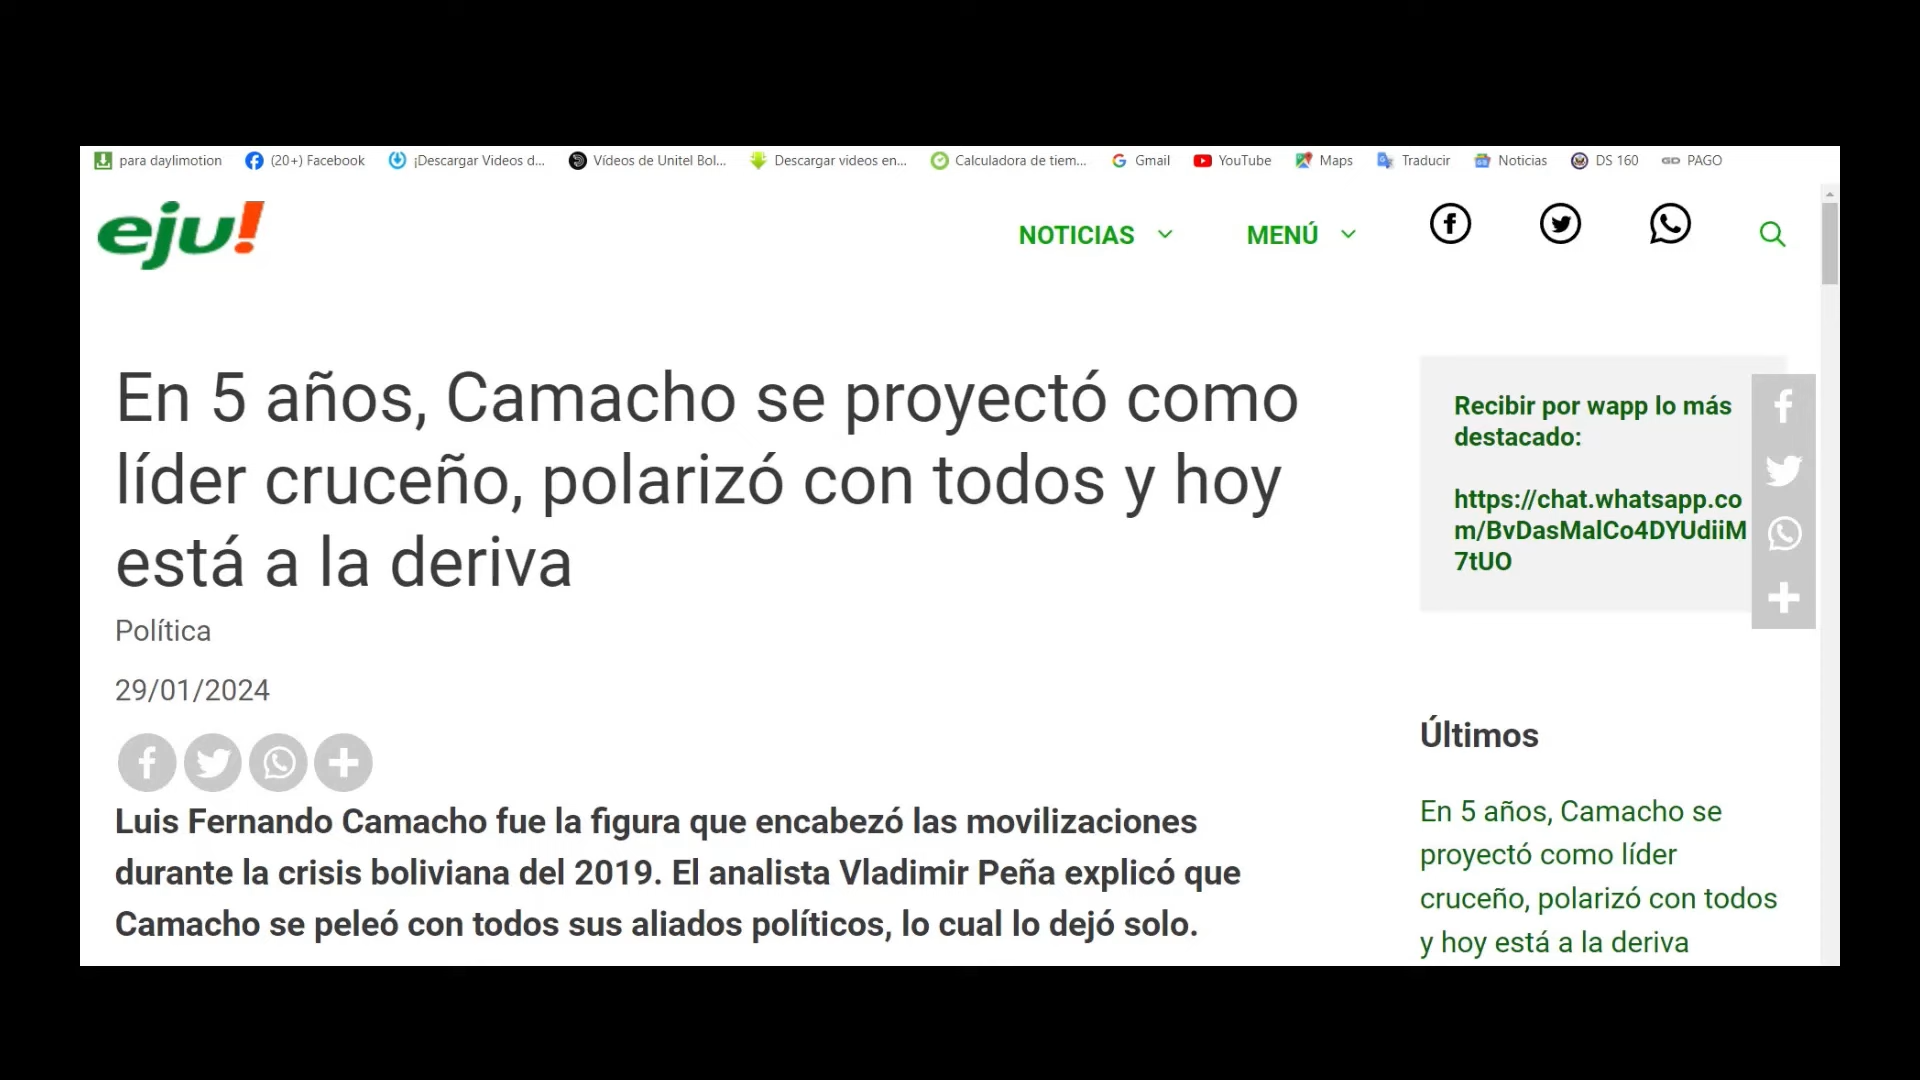 para daylimotion (20+) Facebook ¡Descargar Videos d... Vídeos de Unitel Bol... Descargar videos en... Calculadora de tiem... Gmail YouTube Maps Traducir Noticias DS 160 PAGO
eju!
NOTICIAS MENÚ
En 5 años, Camacho se proyectó como
líder cruceño, polarizó con todos y hoy
está a la deriva
Política
29/01/2024
Luis Fernando Camacho fue la figura que encabezó las movilizaciones
durante la crisis boliviana del 2019. El analista Vladimir Peña explicó que
Camacho se peleó con todos sus aliados políticos, lo cual lo dejó solo.
Recibir por wapp lo más
destacado:
https://chat.whatsapp.co
m/BvDasMalCo4DYUdiiM
7tUO
Últimos
En 5 años, Camacho se
proyectó como líder
cruceño, polarizó con todos
y hoy está a la deriva